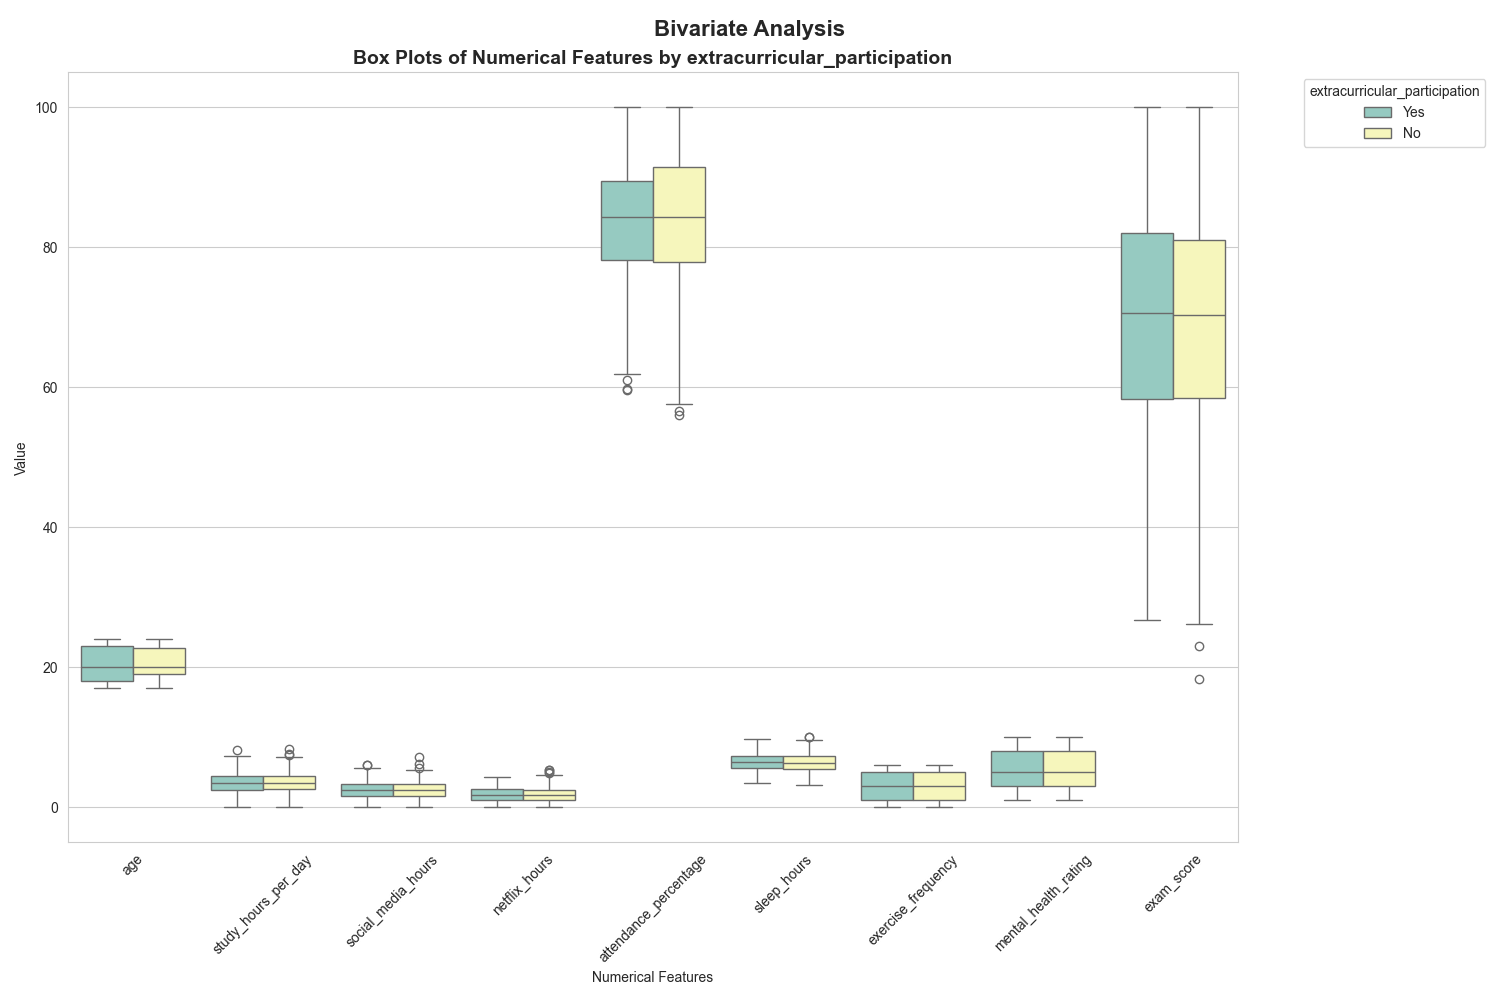 Bivariate Analysis
Box Plots of Numerical Features by extracurricular_participation
extracurricular_participation
Yes
No
Value
100
80
60
40
20
0
age
study_hours_per_day
social_media_hours
netflix_hours
attendance_percentage
sleep_hours
exercise_frequency
mental_health_rating
exam_score
Numerical Features